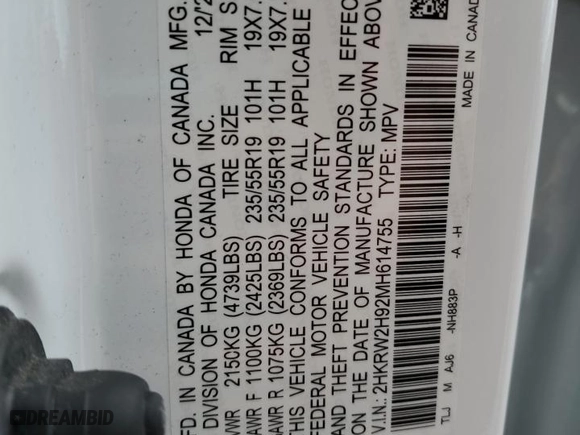 FD. IN CANADA BY HONDA OF CANADA MFG.
DIVISION OF HONDA CANADA INC. 12/2
VWR 2150KG (4739LBS) TIRE SIZE RIM S
AWR F 1100KG (2425LBS) 235/55R19 101H 19X7.
AWR R 1075KG (2369LBS) 235/55R19 101H 19X7.
THIS VEHICLE CONFORMS TO ALL APPLICABLE
FEDERAL MOTOR VEHICLE SAFETY
AND THEFT PREVENTION STANDARDS IN EFFEC
ON THE DATE OF MANUFACTURE SHOWN ABOV
V.I.N.: 2HKRW2H92MH614755 TYPE: MPV
TLJ M AJ6 -NH883P -A -H
MADE IN CANAD
DREAMBID